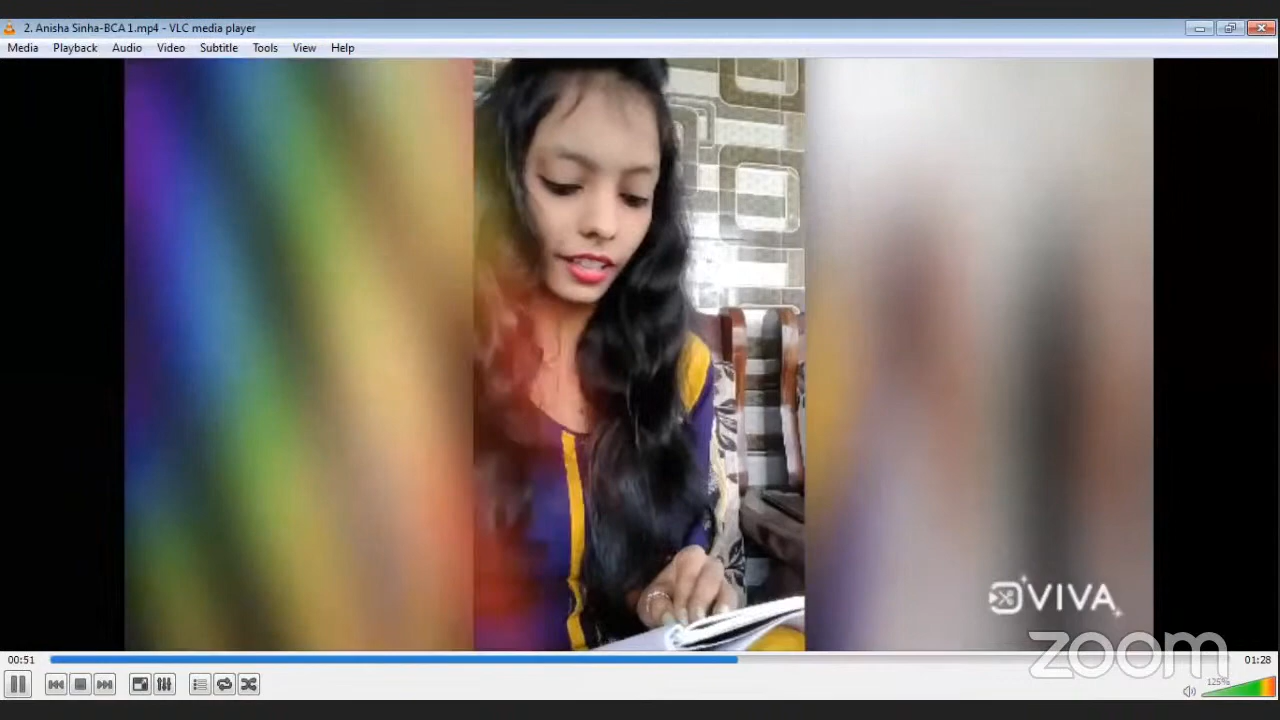 2. Anisha Sinha-BCA 1.mp4 - VLC media player
Media Playback Audio Video Subtitle Tools View Help
VIVA
zoom
00:51
01:28
125%